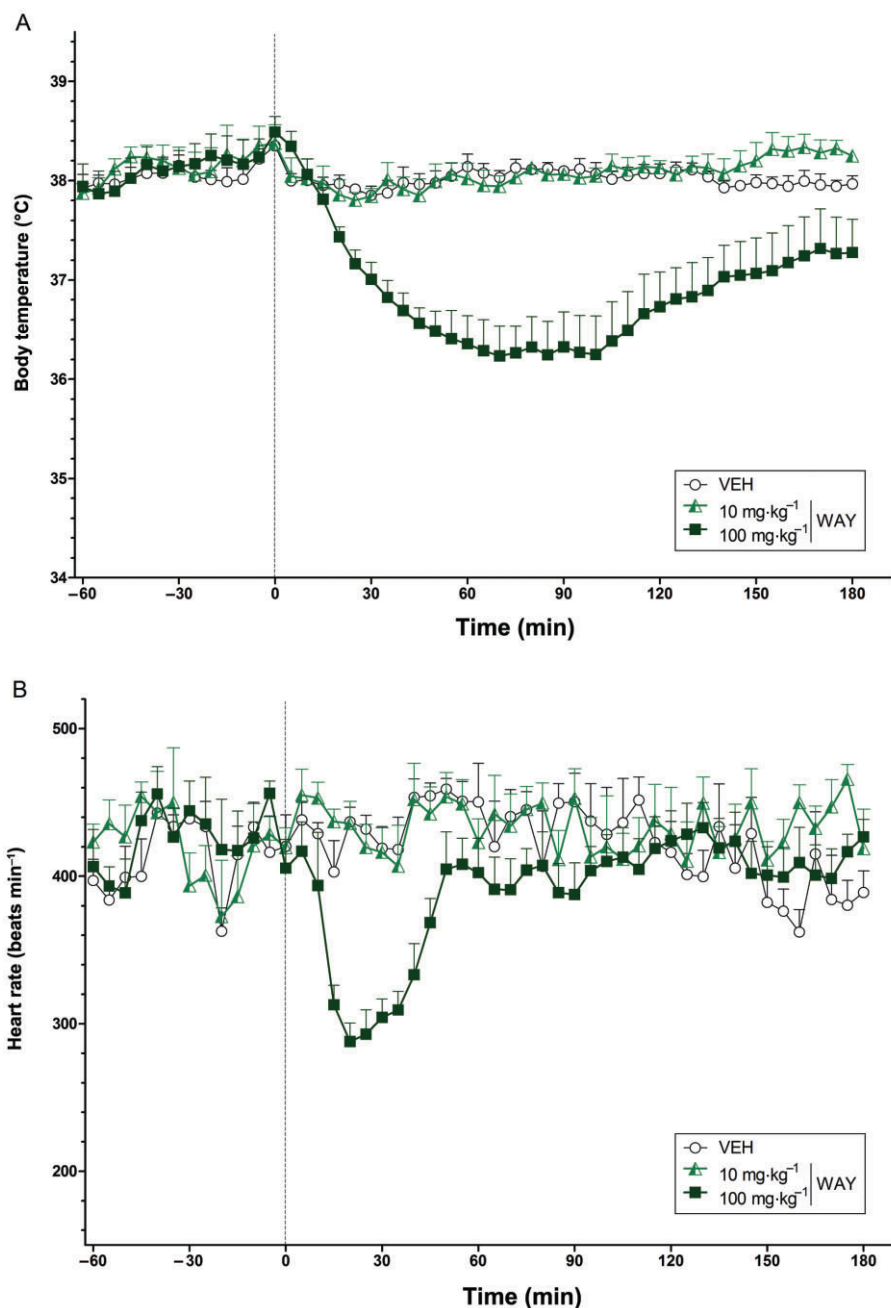 A
39
38
37
36
35
34
Body temperature (°C)
VEH
10 mg·kg⁻¹
100 mg·kg⁻¹
WAY
−60
−30
0
30
60
90
120
150
180
Time (min)
B
500
400
300
200
Heart rate (beats min⁻¹)
VEH
10 mg·kg⁻¹
100 mg·kg⁻¹
WAY
−60
−30
0
30
60
90
120
150
180
Time (min)